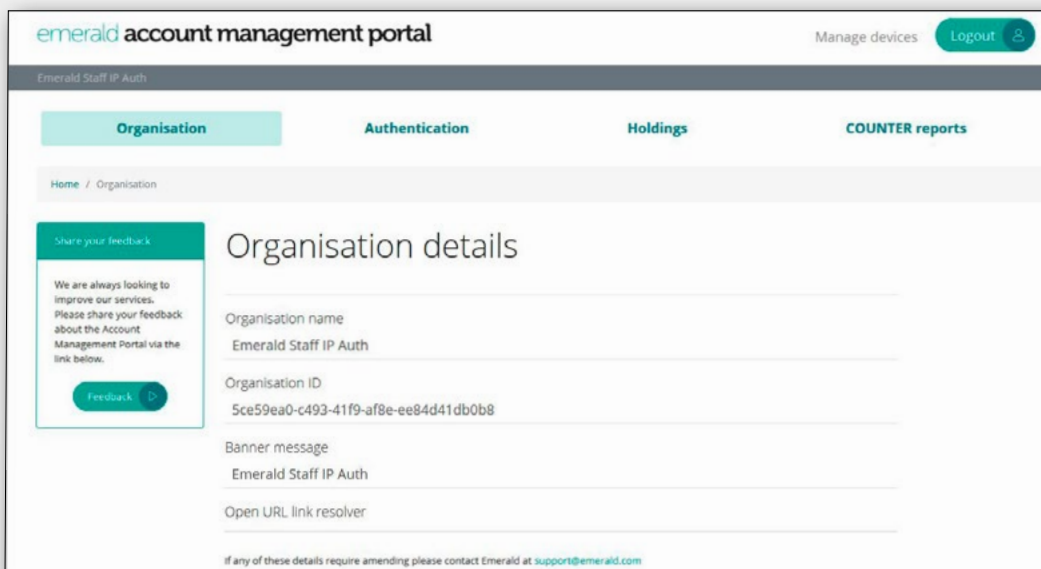 emerald account management portal
Manage devices
Logout
Emerald Staff IP Auth
Organisation
Authentication
Holdings
COUNTER reports
Home / Organisation
Share your feedback
We are always looking to
improve our services.
Please share your feedback
about the Account
Management Portal via the
link below.
Feedback
Organisation details
Organisation name
Emerald Staff IP Auth
Organisation ID
5ce59ea0-c493-41f9-af8e-ee84d41db0b8
Banner message
Emerald Staff IP Auth
Open URL link resolver
If any of these details require amending please contact Emerald at support@emerald.com